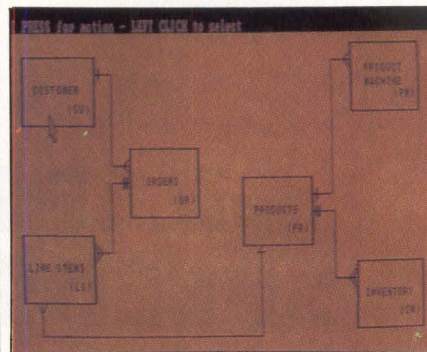 PRESS for action - LEFT CLICK to select
CUSTOMER
(CU)
PRODUCT
MACHINE
(PM)
ORDERS
(OR)
PRODUCTS
(PR)
LINE ITEMS
(LI)
INVENTORY
(IN)